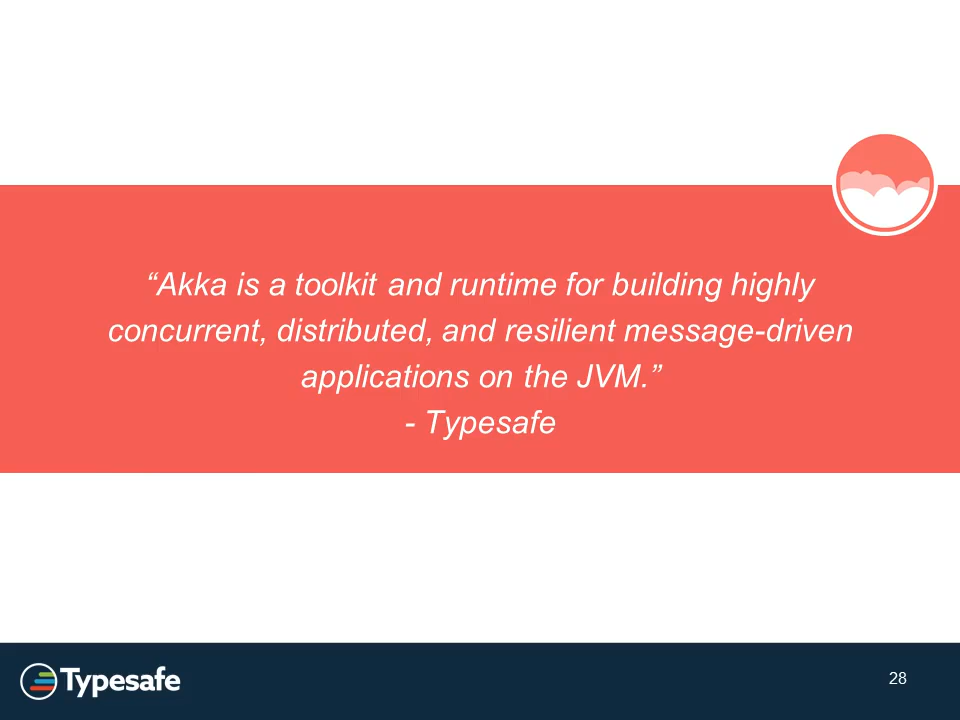 “Akka is a toolkit and runtime for building highly
concurrent, distributed, and resilient message-driven
applications on the JVM.”
- Typesafe
Typesafe
28